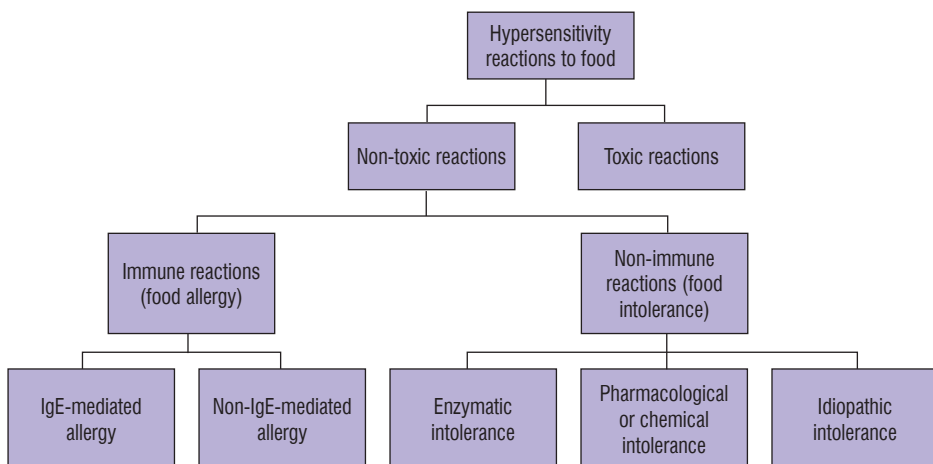 Hypersensitivity
reactions to food
Non-toxic reactions
Toxic reactions
Immune reactions
(food allergy)
Non-immune
reactions (food
intolerance)
IgE-mediated
allergy
Non-IgE-mediated
allergy
Enzymatic
intolerance
Pharmacological
or chemical
intolerance
Idiopathic
intolerance